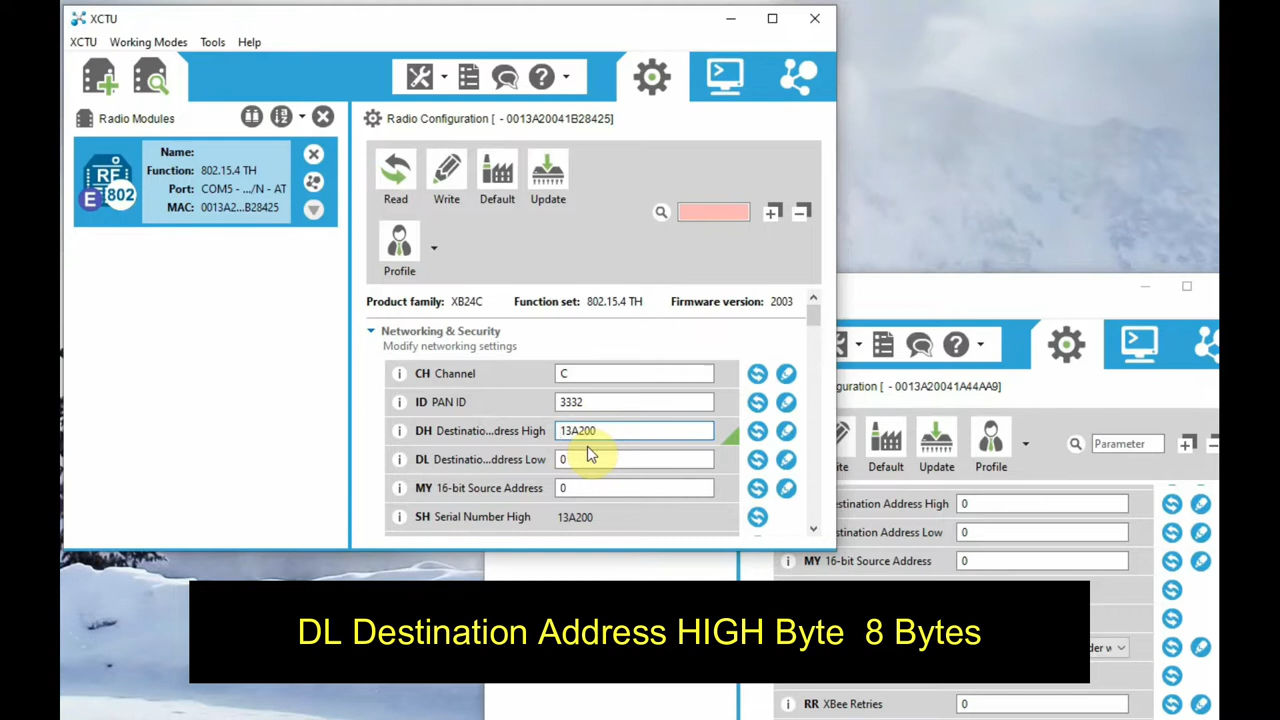 XCTU
XCTU Working Modes Tools Help
Radio Modules
Name:
Function: 802.15.4 TH
Port: COM5 - .../N - AT
MAC: 0013A2...B28425
RF
802
E
Radio Configuration [ - 0013A20041B28425]
Read Write Default Update
Profile
Product family: XB24C Function set: 802.15.4 TH Firmware version: 2003
Networking & Security
Modify networking settings
i CH Channel C
i ID PAN ID 3332
i DH Destinatio...dress High 13A200
i DL Destinatio...ddress Low 0
i MY 16-bit Source Address 0
i SH Serial Number High 13A200
guration [ - 0013A20041A44AA9]
ite Default Update Profile
Parameter
stination Address High 0
stination Address Low 0
i MY 16-bit Source Address 0
der w
i RR XBee Retries 0
DL Destination Address HIGH Byte 8 Bytes